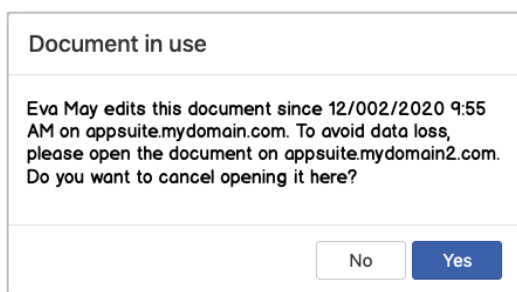 Document in use
Eva May edits this document since 12/002/2020 9:55
AM on appsuite.mydomain.com. To avoid data loss,
please open the document on appsuite.mydomain2.com.
Do you want to cancel opening it here?
No
Yes